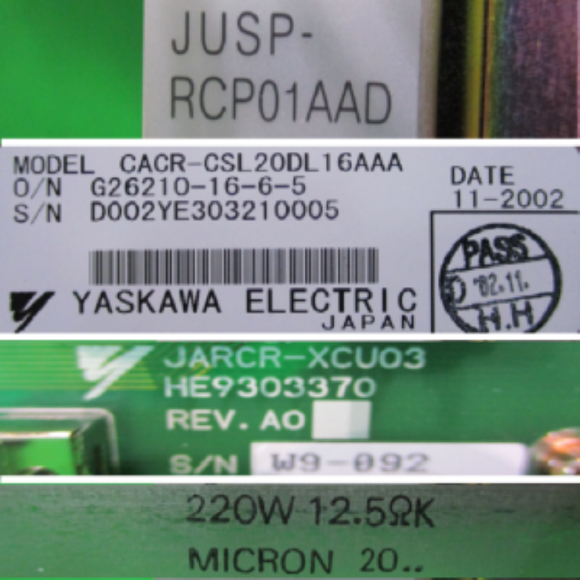 JUSP-
RCP01AAD
MODEL CACR-CSL20DL16AAA
O/N G26210-16-6-5
S/N D002YE303210005
DATE
11-2002
PASS
'02.11.
H.H
YASKAWA ELECTRIC
JAPAN
JARCR-XCU03
HE9303370
REV. A0
S/N W9-092
220W 12.5ΩK
MICRON 20..